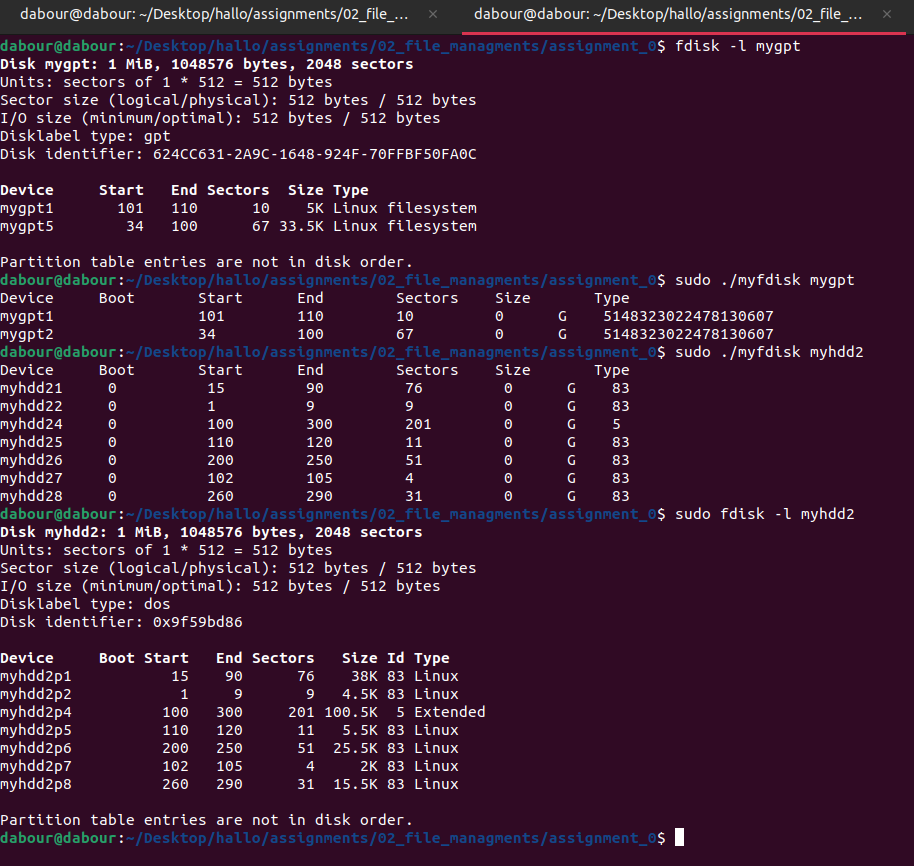 dabour@dabour: ~/Desktop/hallo/assignments/02_file_... × dabour@dabour: ~/Desktop/hallo/assignments/02_file_... ×
dabour@dabour:~/Desktop/hallo/assignments/02_file_managments/assignment_0$ fdisk -l mygpt
Disk mygpt: 1 MiB, 1048576 bytes, 2048 sectors
Units: sectors of 1 * 512 = 512 bytes
Sector size (logical/physical): 512 bytes / 512 bytes
I/O size (minimum/optimal): 512 bytes / 512 bytes
Disklabel type: gpt
Disk identifier: 624CC631-2A9C-1648-924F-70FFBF50FA0C
Device     Start   End Sectors  Size Type
mygpt1       101   110      10    5K Linux filesystem
mygpt5        34   100      67 33.5K Linux filesystem
Partition table entries are not in disk order.
dabour@dabour:~/Desktop/hallo/assignments/02_file_managments/assignment_0$ sudo ./myfdisk mygpt
Device     Boot       Start      End        Sectors    Size       Type
mygpt1                101        110        10         0      G    5148323022478130607
mygpt2                34         100        67         0      G    5148323022478130607
dabour@dabour:~/Desktop/hallo/assignments/02_file_managments/assignment_0$ sudo ./myfdisk myhdd2
Device     Boot       Start      End        Sectors    Size       Type
myhdd21     0          15         90         76         0      G    83
myhdd22     0          1          9          9          0      G    83
myhdd24     0          100        300        201        0      G    5
myhdd25     0          110        120        11         0      G    83
myhdd26     0          200        250        51         0      G    83
myhdd27     0          102        105        4          0      G    83
myhdd28     0          260        290        31         0      G    83
dabour@dabour:~/Desktop/hallo/assignments/02_file_managments/assignment_0$ sudo fdisk -l myhdd2
Disk myhdd2: 1 MiB, 1048576 bytes, 2048 sectors
Units: sectors of 1 * 512 = 512 bytes
Sector size (logical/physical): 512 bytes / 512 bytes
I/O size (minimum/optimal): 512 bytes / 512 bytes
Disklabel type: dos
Disk identifier: 0x9f59bd86
Device     Boot Start   End Sectors   Size Id Type
myhdd2p1           15    90      76    38K 83 Linux
myhdd2p2            1     9       9   4.5K 83 Linux
myhdd2p4          100   300     201 100.5K  5 Extended
myhdd2p5          110   120      11   5.5K 83 Linux
myhdd2p6          200   250      51  25.5K 83 Linux
myhdd2p7          102   105       4     2K 83 Linux
myhdd2p8          260   290      31  15.5K 83 Linux
Partition table entries are not in disk order.
dabour@dabour:~/Desktop/hallo/assignments/02_file_managments/assignment_0$